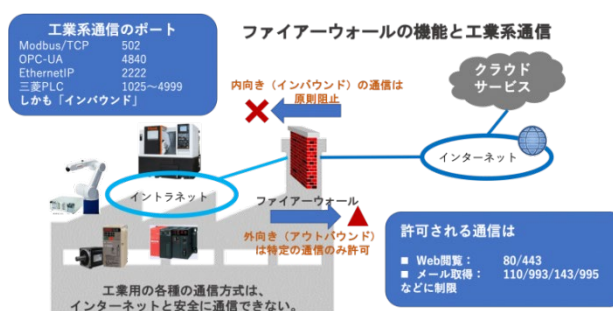 工業系通信のポート
Modbus/TCP 502
OPC-UA 4840
EthernetIP 2222
三菱PLC 1025～4999
しかも「インバウンド」
ファイアーウォールの機能と工業系通信
内向き（インバウンド）の通信は
原則阻止
クラウド
サービス
イントラネット
インターネット
ファイアーウォール
外向き（アウトバウンド）
は特定の通信のみ許可
許可される通信は
■ Web閲覧： 80/443
■ メール取得： 110/993/143/995
などに制限
工業用の各種の通信方式は、
インターネットと安全に通信できない。